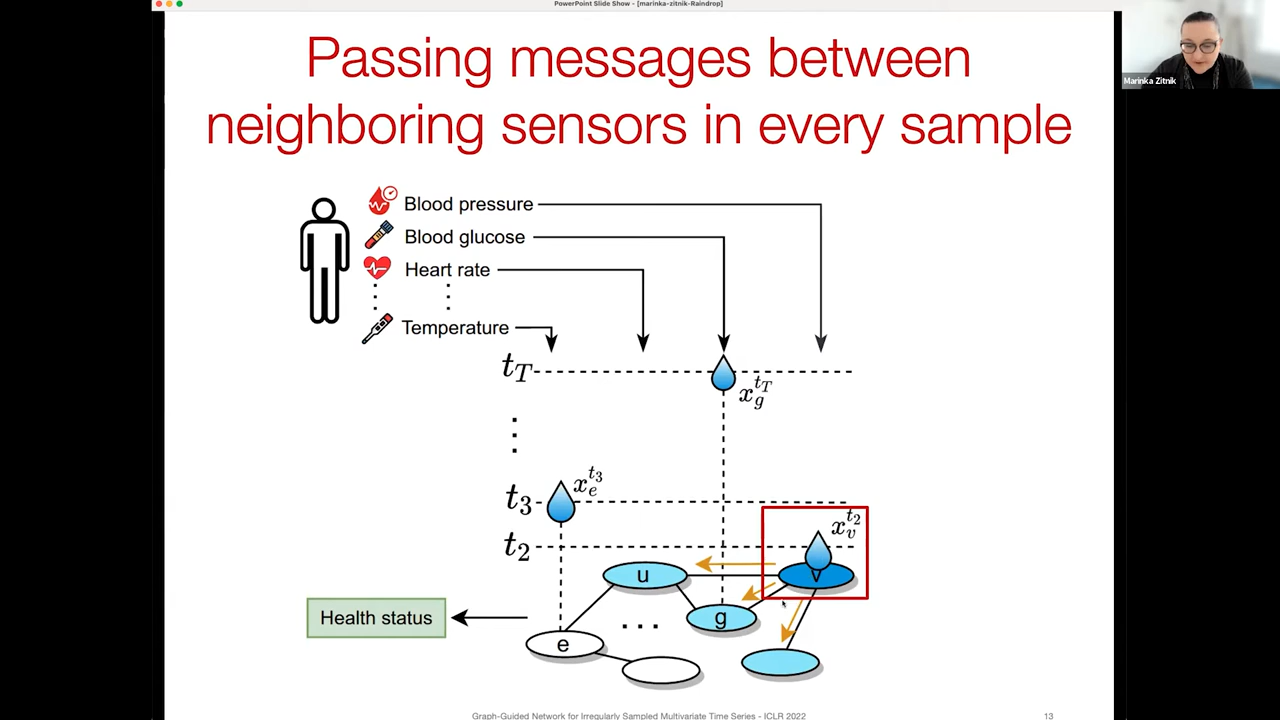 PowerPoint Slide Show - [marinka-zitnik-Raindrop]
Marinka Zitnik
Passing messages between
neighboring sensors in every sample
Blood pressure
Blood glucose
Heart rate
Temperature
t_T
x_g^{t_T}
t_3
x_e^{t_3}
t_2
x_v^{t_2}
u
v
g
e
...
Health status
Graph-Guided Network for Irregularly Sampled Multivariate Time Series - ICLR 2022
13